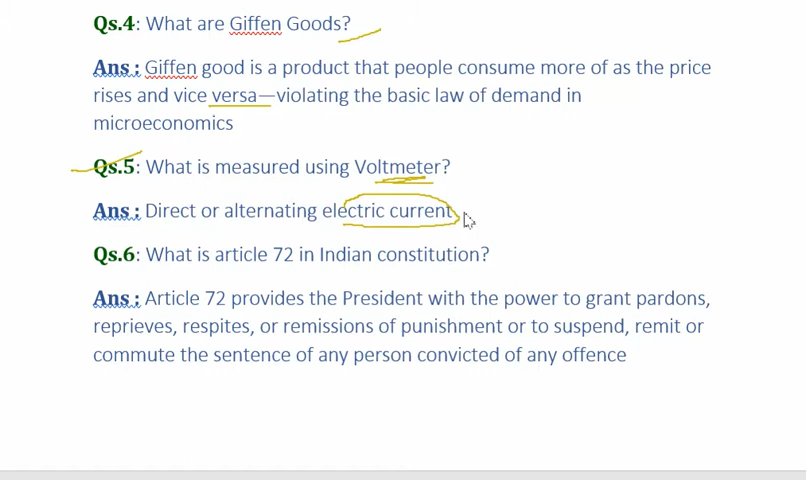 Qs.4: What are Giffen Goods?
Ans : Giffen good is a product that people consume more of as the price
rises and vice versa—violating the basic law of demand in
microeconomics
Qs.5: What is measured using Voltmeter?
Ans : Direct or alternating electric current
Qs.6: What is article 72 in Indian constitution?
Ans : Article 72 provides the President with the power to grant pardons,
reprieves, respites, or remissions of punishment or to suspend, remit or
commute the sentence of any person convicted of any offence